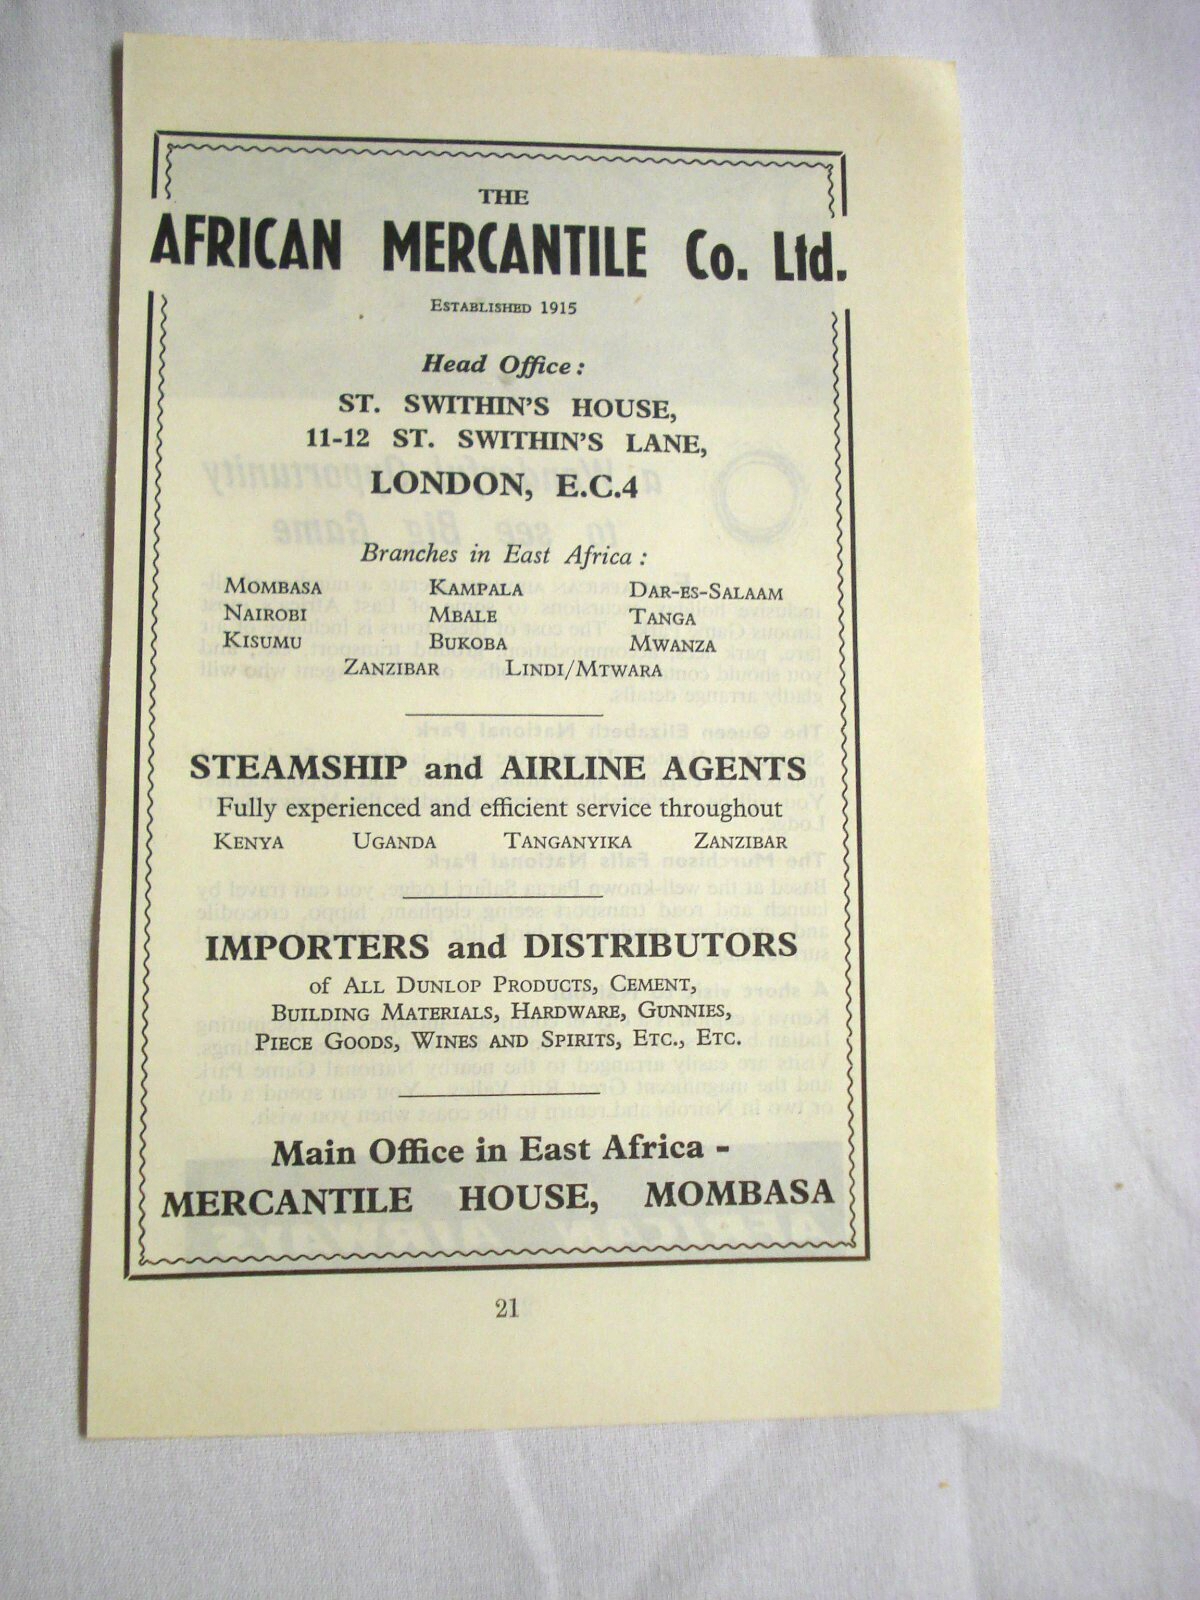 THE
AFRICAN MERCANTILE Co. Ltd.
ESTABLISHED 1915
Head Office:
ST. SWITHIN'S HOUSE,
11-12 ST. SWITHIN'S LANE,
LONDON, E.C.4
Branches in East Africa:
MOMBASA KAMPALA DAR-ES-SALAAM
NAIROBI MBALE TANGA
KISUMU BUKOBA MWANZA
ZANZIBAR LINDI/MTWARA
STEAMSHIP and AIRLINE AGENTS
Fully experienced and efficient service throughout
KENYA UGANDA TANGANYIKA ZANZIBAR
IMPORTERS and DISTRIBUTORS
of ALL DUNLOP PRODUCTS, CEMENT,
BUILDING MATERIALS, HARDWARE, GUNNIES,
PIECE GOODS, WINES AND SPIRITS, ETC., ETC.
Main Office in East Africa -
MERCANTILE HOUSE, MOMBASA
21